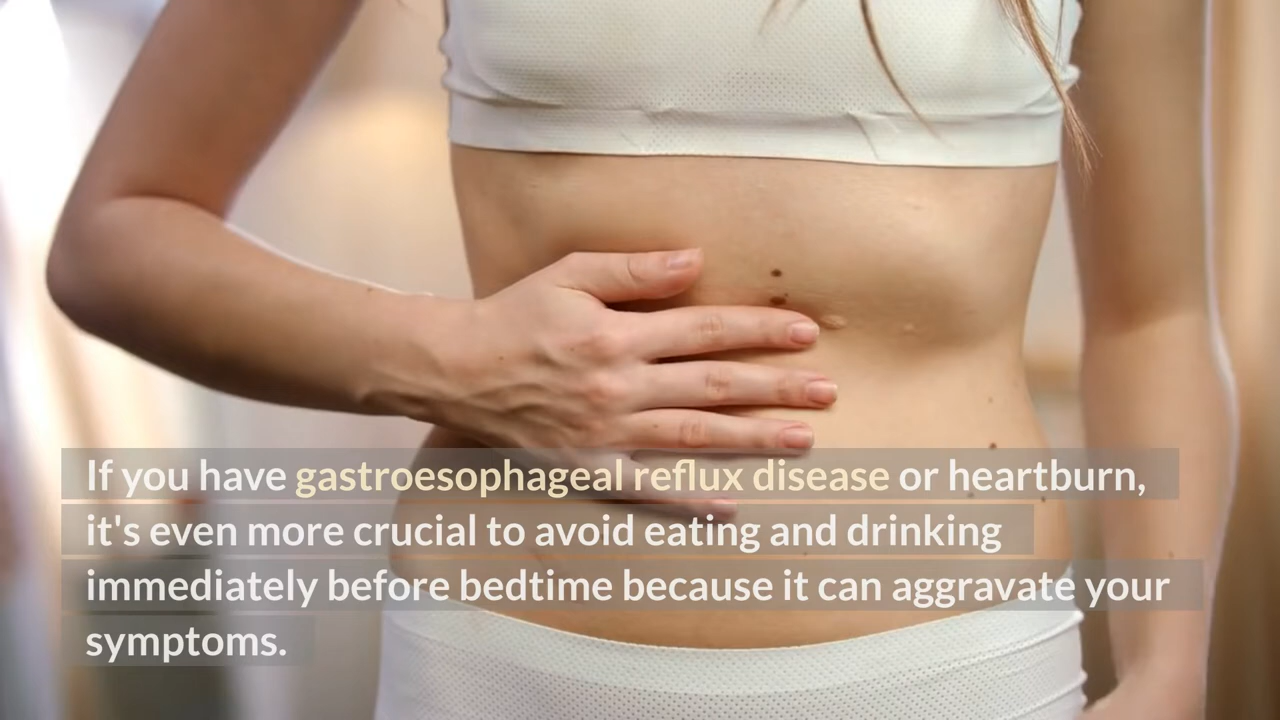 If you have gastroesophageal reflux disease or heartburn,
it's even more crucial to avoid eating and drinking
immediately before bedtime because it can aggravate your
symptoms.